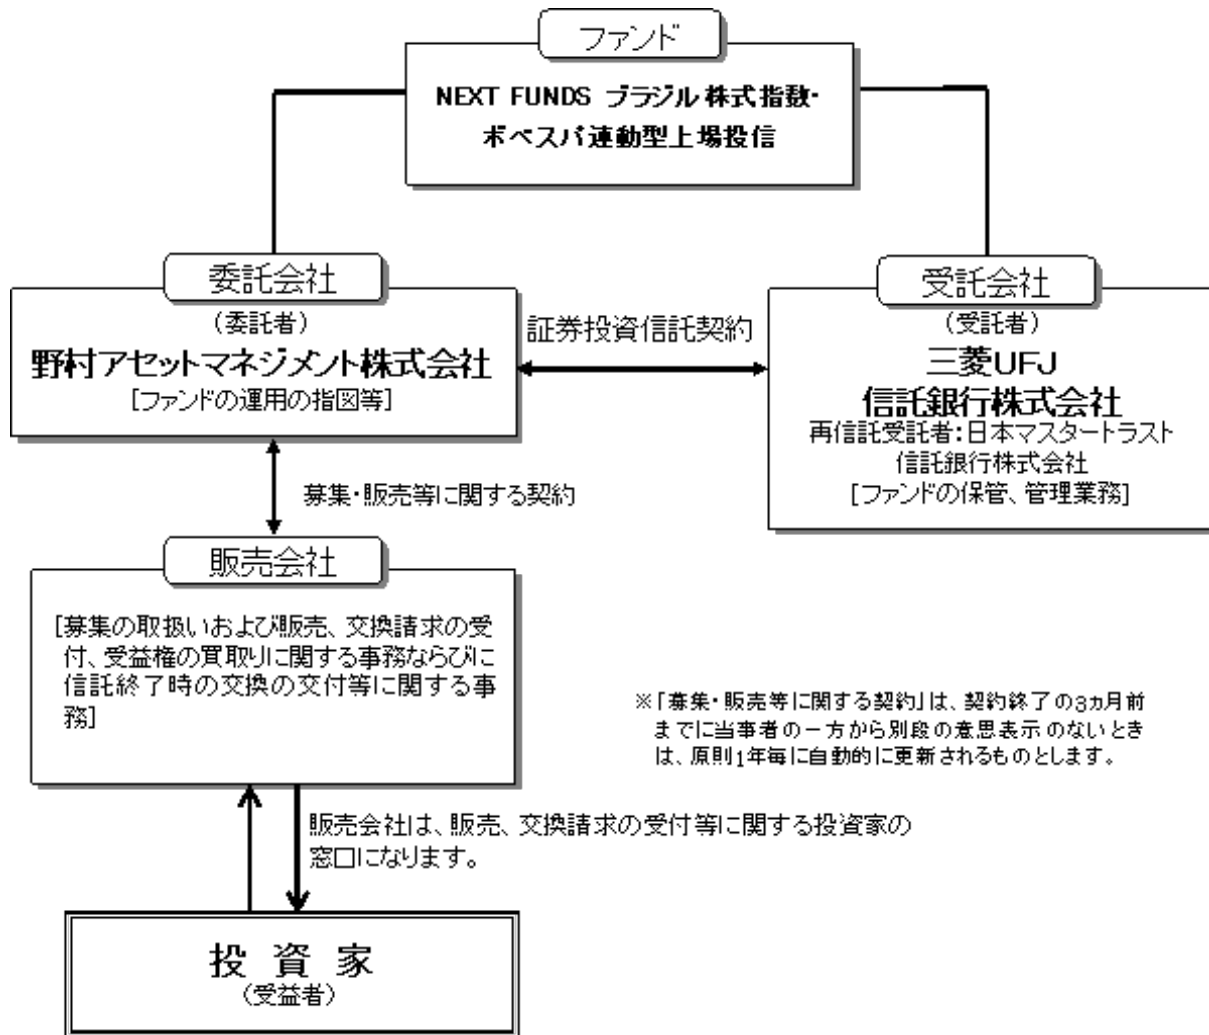 ファンド
NEXT FUNDS ブラジル株式指数・
ボベスパ連動型上場投信
委託会社
(委託者)
野村アセットマネジメント株式会社
[ファンドの運用の指図等]
証券投資信託契約
受託会社
(受託者)
三菱UFJ
信託銀行株式会社
再信託受託者:日本マスタートラスト
信託銀行株式会社
[ファンドの保管、管理業務]
募集・販売等に関する契約
販売会社
[募集の取扱いおよび販売、交換請求の受
付、受益権の買取りに関する事務ならびに
信託終了時の交換の交付等に関する事
務]
※「募集・販売等に関する契約」は、契約終了の3ヵ月前
までに当事者の一方から別段の意思表示のないとき
は、原則1年毎に自動的に更新されるものとします。
販売会社は、販売、交換請求の受付等に関する投資家の
窓口になります。
投 資 家
(受益者)